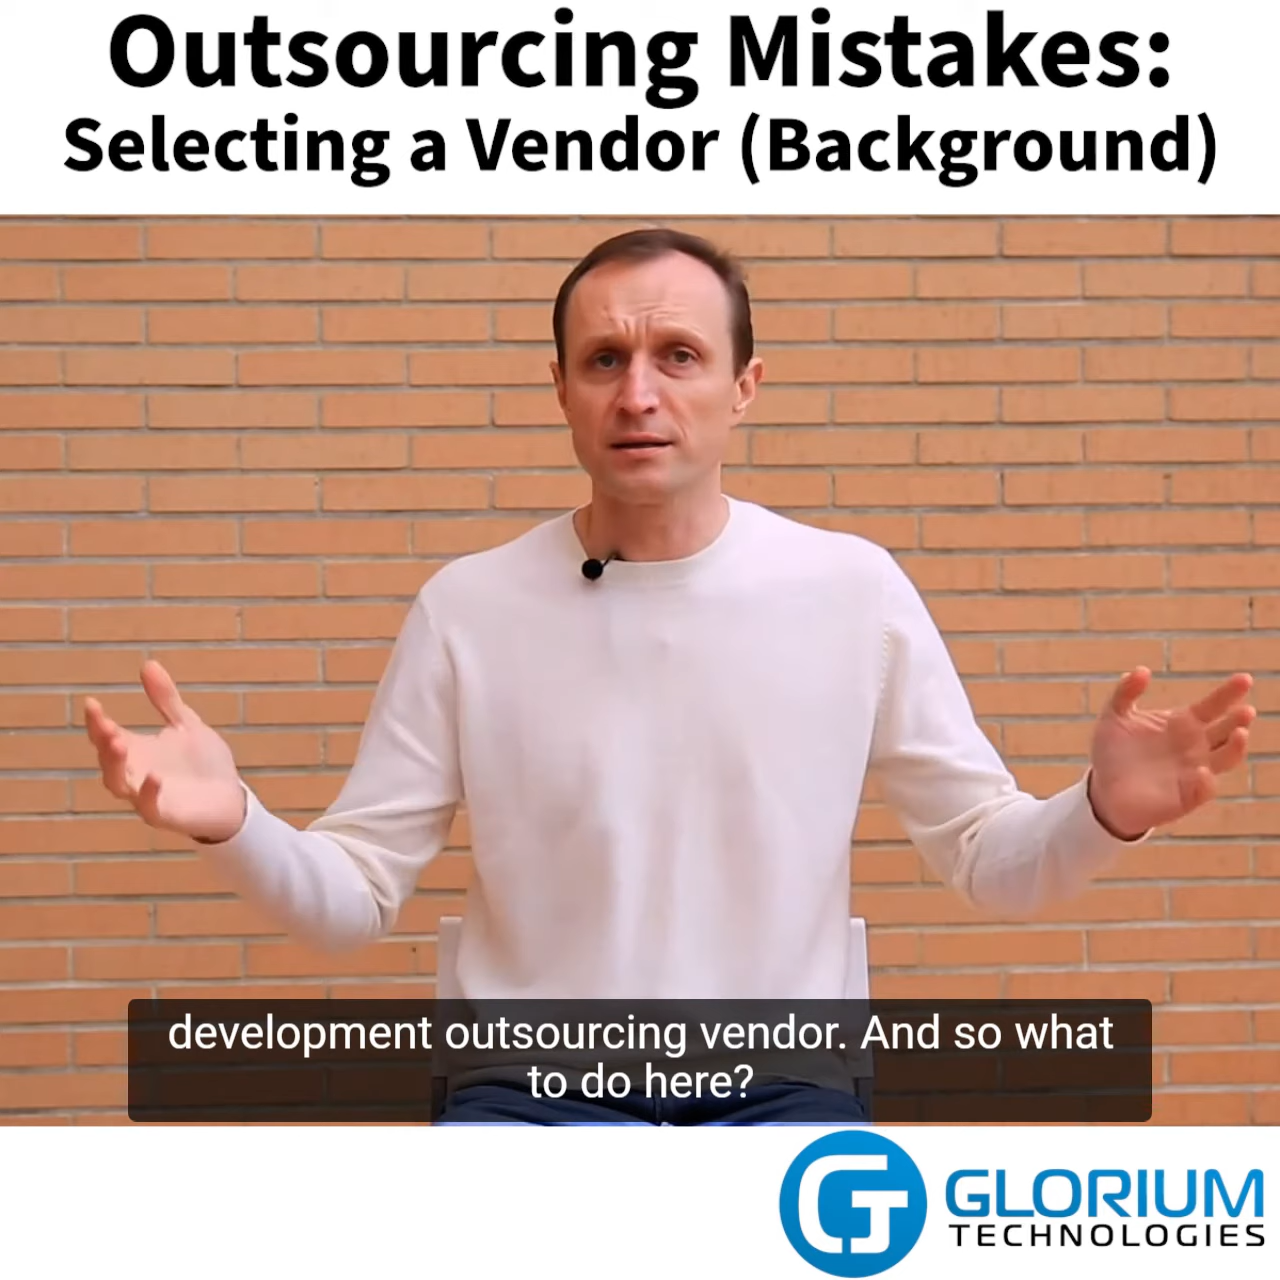 Outsourcing Mistakes:
Selecting a Vendor (Background)
development outsourcing vendor. And so what
to do here?
GLORIUM
TECHNOLOGIES